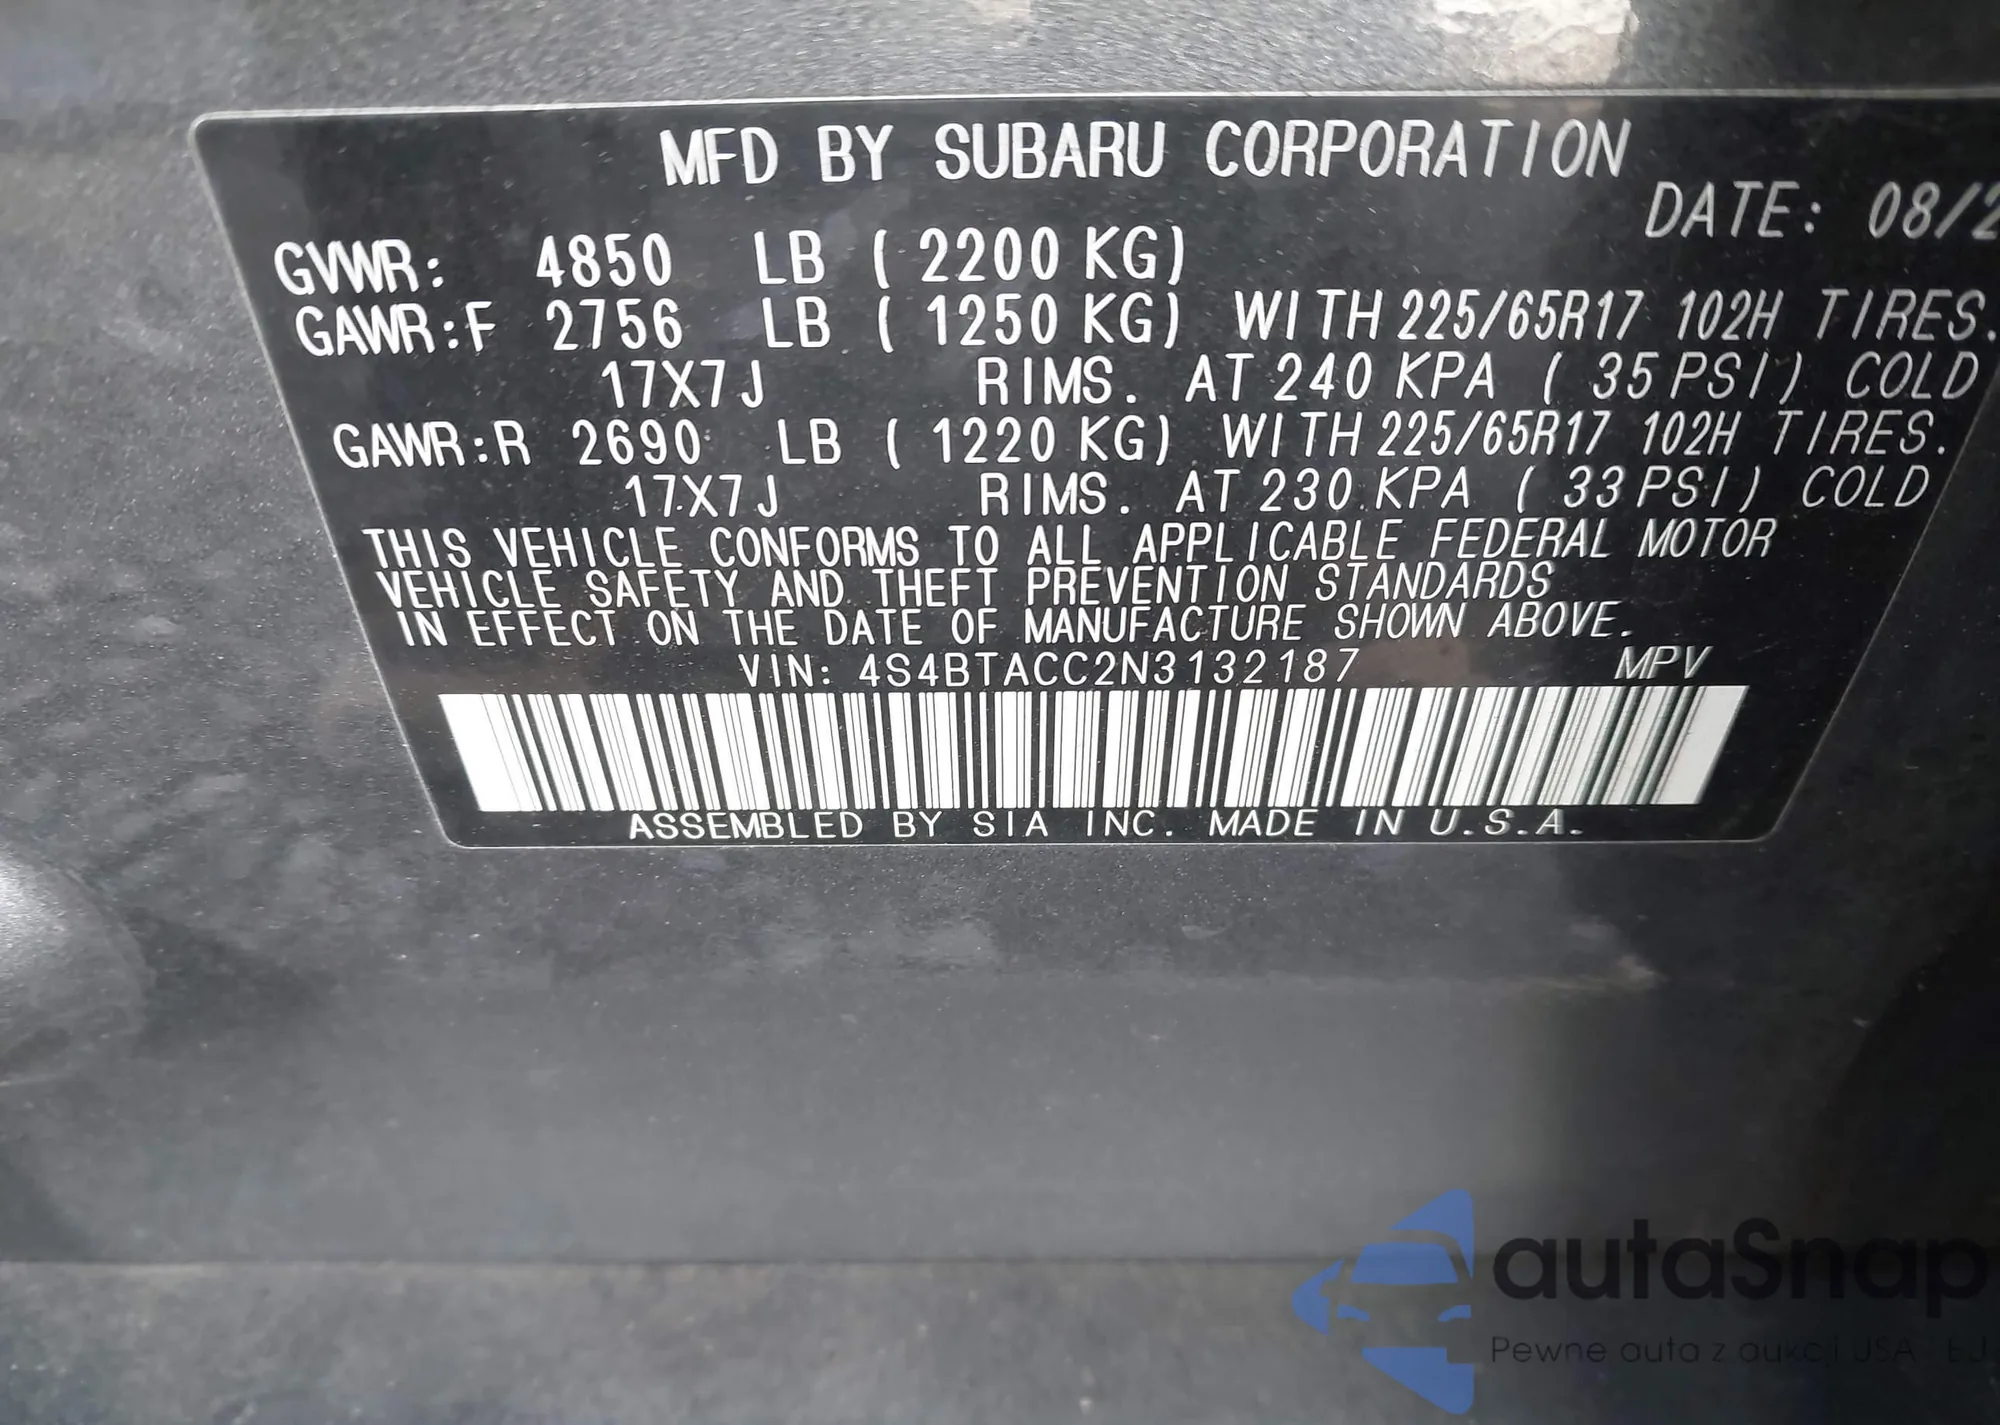 MFD BY SUBARU CORPORATION
DATE: 08/2
GVWR: 4850 LB ( 2200 KG)
GAWR:F 2756 LB ( 1250 KG) WITH 225/65R17 102H TIRES.
17X7J RIMS. AT 240 KPA ( 35 PSI) COLD
GAWR:R 2690 LB ( 1220 KG) WITH 225/65R17 102H TIRES.
17X7J RIMS. AT 230 KPA ( 33 PSI) COLD
THIS VEHICLE CONFORMS TO ALL APPLICABLE FEDERAL MOTOR
VEHICLE SAFETY AND THEFT PREVENTION STANDARDS
IN EFFECT ON THE DATE OF MANUFACTURE SHOWN ABOVE.
VIN: 4S4BTACC2N3132187 MPV
ASSEMBLED BY SIA INC. MADE IN U.S.A.
autaSnap
Pewne auta z aukcji USA